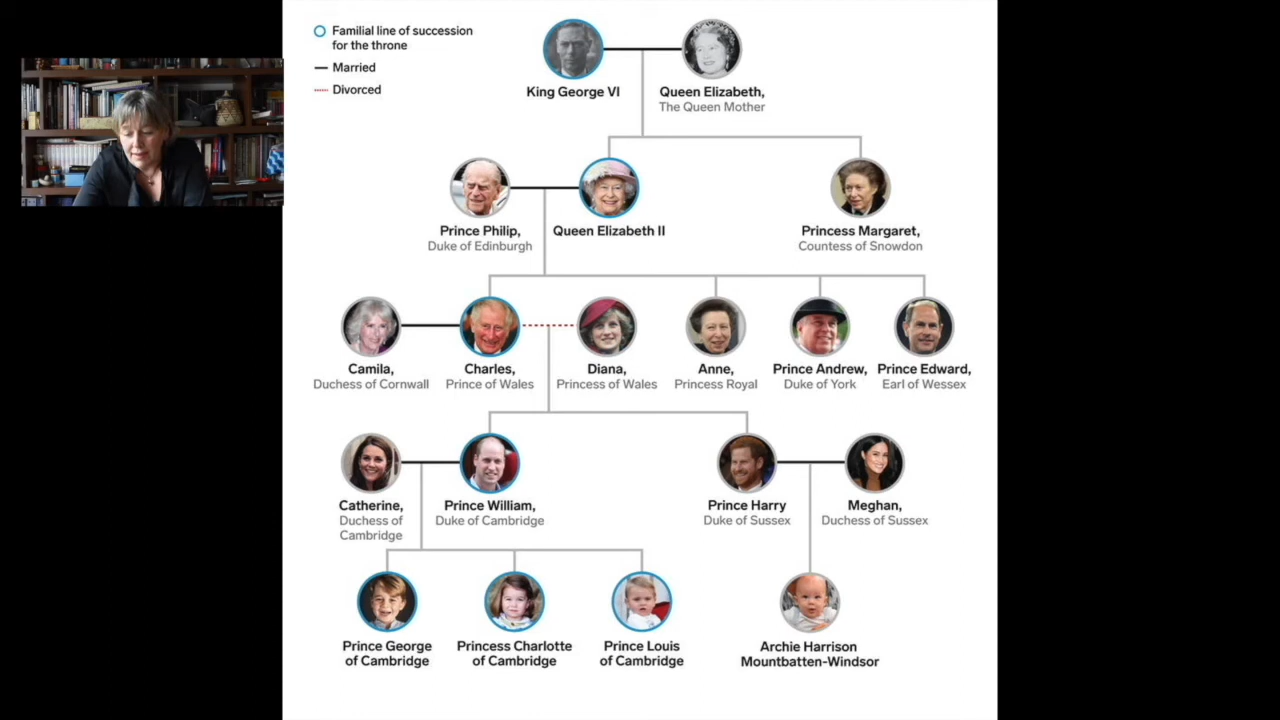 Familial line of succession
for the throne
Married
Divorced
King George VI
Queen Elizabeth,
The Queen Mother
Prince Philip,
Duke of Edinburgh
Queen Elizabeth II
Princess Margaret,
Countess of Snowdon
Camila,
Duchess of Cornwall
Charles,
Prince of Wales
Diana,
Princess of Wales
Anne,
Princess Royal
Prince Andrew,
Duke of York
Prince Edward,
Earl of Wessex
Catherine,
Duchess of
Cambridge
Prince William,
Duke of Cambridge
Prince Harry
Duke of Sussex
Meghan,
Duchess of Sussex
Prince George
of Cambridge
Princess Charlotte
of Cambridge
Prince Louis
of Cambridge
Archie Harrison
Mountbatten-Windsor